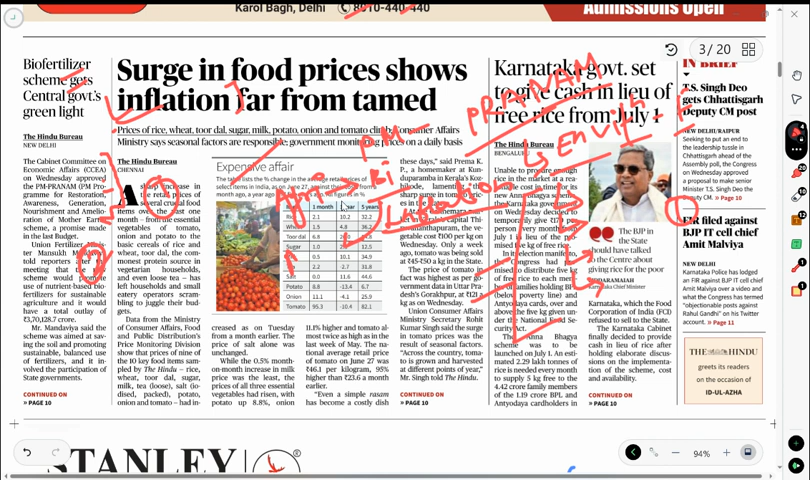 Karol Bagh, Delhi
8010-440-440
Admissions Open
3 / 20
Biofertilizer
scheme gets
Central govt.'s
green light
The Hindu Bureau
NEW DELHI
The Cabinet Committee on
Economic Affairs (CCEA)
on Wednesday approved
the PM-PRANAM (PM Pro-
gramme for Restoration,
Awareness, Generation,
Nourishment and Amelio-
ration of Mother Earth)
scheme, a promise made
in the last Budget.
Union Fertilizer
Mansukh
told reporters after
meeting that the
scheme would promote
use of nutrient-based bio-
fertilizers for sustainable
agriculture and it would
have a total outlay of
₹3,70,128.7 crore.
Mr. Mandaviya said the
scheme was aimed at sav-
ing the soil and promoting
sustainable, balanced use
of fertilizers, and it in-
volved the participation of
State governments.
CONTINUED ON
» PAGE 10
Surge in food prices shows
inflation far from tamed
Prices of rice, wheat, toor dal, sugar, milk, potato, onion and tomato climb; Consumer Affairs
Ministry says seasonal factors are responsible; government monitoring prices on a daily basis
The Hindu Bureau
CHENNAI
A sharp increase in
the retail prices of
several crucial food
items over the last one
month – from the essential
vegetables of tomato,
onion and potato to the
basic cereals of rice and
wheat, toor dal, the com-
monest protein source in
vegetarian households,
and even loose tea – has
left households and small
eatery operators scram-
bling to juggle their bud-
gets.
Data from the Ministry
of Consumer Affairs, Food
and Public Distribution's
Price Monitoring Division
show that prices of nine of
the 10 key food items sam-
pled by The Hindu – rice,
wheat, toor dal, sugar,
milk, tea (loose), salt (io-
dised, packed), potato,
onion and tomato – had in-
Expensive affair
The table lists the % change in the average retail prices of
select items in India, as on June 27,
month ago, a year ago
1 month
year
5 years
Rice 2.1 10.2 32.2
Wheat 1.5 4.8 36.2
Toor dal 6.9
Sugar 1.0 12.5
0.5 10.1 34.9
2.2 -2.7 31.8
11.6 44.6
Potato 8.8 -13.4 6.7
Onion 11.1 -4.1 25.9
Tomato 95.3 -10.4 82.1
creased as on Tuesday
from a month earlier. The
price of salt alone was
unchanged.
While the 0.5% month-
on-month increase in milk
price was the least, the
prices of all three essential
vegetables had risen, with
potato up 8.8%, onion
11.1% and tomato al-
most twice as high as in the
last week of May. The na-
tional average retail price
of tomato on June 27 was
₹46.1 per kilogram, 95%
higher than ₹23.6 a month
earlier.
"Even a simple rasam
has become a costly dish
these days," said Prema K.
P., a homemaker at Kun-
duparamba in Kerala's Koz-
hikode,
sharp surge in tomato pric-
es in the
At
in
vananthapuram, the ve-
getable cost ₹100 per kg on
Wednesday. Only a week
ago, tomato was being sold
at ₹45-₹50 a kg in the State.
The price of tomato in
fact was highest as per go-
vernment data in Uttar Pra-
desh's Gorakhpur, at ₹121 a
kg as on Wednesday.
Union Consumer Affairs
Ministry Secretary Rohit
Kumar Singh said the surge
in tomato prices was the
result of seasonal factors.
"Across the country, toma-
to is grown and harvested
at different points of year,"
Mr. Singh told The Hindu.
CONTINUED ON
» PAGE 10
Karnataka govt. set
to give cash in lieu of
free rice from July 1
The Hindu Bureau
BENGALURU
Unable to procure enough
rice in the market at a rea-
sonable cost in time for its
new Anna Bhagya scheme,
the Karnataka government
on Wednesday decided to
temporarily give ₹170 per
person every month from
July 1 in lieu of the pro-
mised 5 kg of free rice.
In its election manifesto,
Congress had pro-
mised to distribute five kg
of free rice to each mem-
ber of families holding BPL
(below poverty line) and
Antyodaya cards, over and
above the five kg given un-
der the National Food Se-
curity Act.
Anna Bhagya
scheme was to be
launched on July 1. An esti-
mated 2.29 lakh tonnes of
rice is needed every month
to supply 5 kg free to the
4.42 crore family members
of the 1.19 crore BPL and
Antyodaya cardholders in
The BJP in
the State
should have talked
to the Centre about
giving rice for the poor
SIDDARAMAIAH
Karnataka Chief Minister
Karnataka, which the Food
Corporation of India (FCI)
refused to sell to the State.
The Karnataka Cabinet
finally decided to provide
cash in lieu of rice after
holding elaborate discus-
sions on the implementa-
tion of the scheme, cost
and availability.
CONTINUED ON
» PAGE 10
IN BRIEF
T.S. Singh Deo
gets Chhattisgarh
Deputy CM post
NEW DELHI/RAIPUR
Seeking to put an end to
the leadership tussle in
Chhattisgarh ahead of the
Assembly poll, the Congress
on Wednesday appointed
senior Minister T.S. Singh Deo
CM. » Page 10
FIR filed against
BJP IT cell chief
Amit Malviya
NEW DELHI
Karnataka Police has lodged
an FIR against BJP IT cell chief
Amit Malviya under IPC and
what the Congress has termed
"objectionable posts against
Rahul Gandhi" on his Twitter
account. » Page 11
THE HINDU
greets its readers
on the occasion of
ID-UL-AZHA
PM
PRANAM
STANLEY
94%